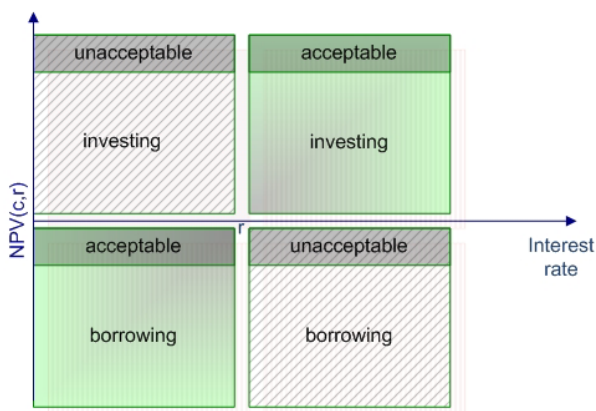 unacceptable
acceptable
investing
investing
NPV(c,r)
r
Interest
rate
acceptable
unacceptable
borrowing
borrowing